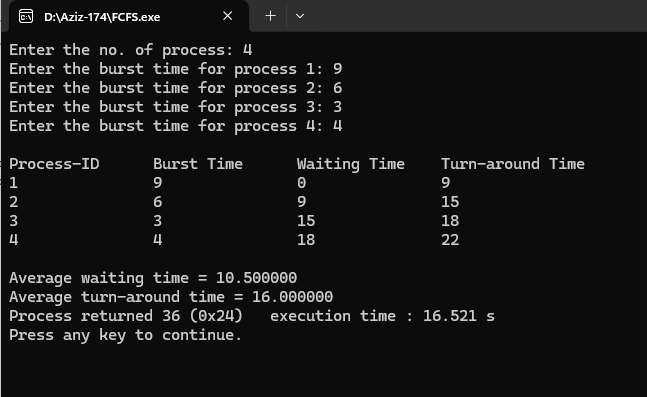 D:\Aziz-174\FCFS.exe
Enter the no. of process: 4
Enter the burst time for process 1: 9
Enter the burst time for process 2: 6
Enter the burst time for process 3: 3
Enter the burst time for process 4: 4
Process-ID Burst Time Waiting Time Turn-around Time
1 9 0 9
2 6 9 15
3 3 15 18
4 4 18 22
Average waiting time = 10.500000
Average turn-around time = 16.000000
Process returned 36 (0x24) execution time : 16.521 s
Press any key to continue.